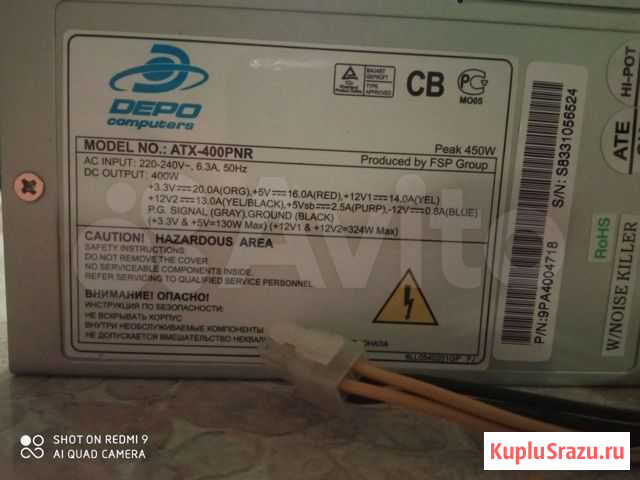 DEPO
computers
TYPE APPROVED
CB
MO05
MODEL NO.: ATX-400PNR
Peak 450W
AC INPUT: 220-240V~, 6.3A, 50Hz
Produced by FSP Group
DC OUTPUT: 400W
+3.3V=20.0A(ORG),+5V=16.0A(RED),+12V1=14.0A(YEL)
+12V2=13.0A(YEL/BLACK),+5Vsb=2.5A(PURP),-12V=0.8A(BLUE)
P.G. SIGNAL (GRAY),GROUND (BLACK)
(+3.3V &+5V=130W Max) (+12V1 &+12V2=324W Max)
CAUTION! HAZARDOUS AREA
SAFETY INSTRUCTIONS:
DO NOT REMOVE THE COVER.
NO SERVICEABLE COMPONENTS INSIDE.
REFER SERVICING TO QUALIFIED SERVICE PERSONNEL
ВНИМАНИЕ! ОПАСНО!
ИНСТРУКЦИЯ ПО БЕЗОПАСНОСТИ:
НЕ ВСКРЫВАТЬ КОРПУС
ВНУТРИ НЕОБСЛУЖИВАЕМЫЕ КОМПОНЕНТЫ
НЕ ДОПУСКАЕТСЯ ВМЕШАТЕЛЬСТВО
S/N: S8331056524
P/N:9PA4004718
HI-POT
ATE
RoHS
W/NOISE KILLER
Avito
SHOT ON REDMI 9
AI QUAD CAMERA
KupluSrazu.ru